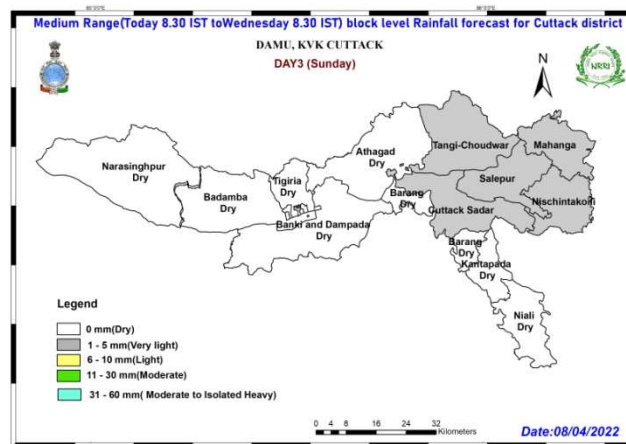 Medium Range(Today 8.30 IST toWednesday 8.30 IST) block level Rainfall forecast for Cuttack district
DAMU, KVK CUTTACK
DAY3 (Sunday)
NRRI
N
Tangi-Choudwar
Mahanga
Athagad
Dry
Narasinghpur
Dry
Salepur
Tigiria
Dry
Badamba
Dry
Barang
Dry
Nischintakoili
Cuttack Sadar
Banki and Dampada
Dry
Barang
Dry
Kantapada
Dry
Niali
Dry
Legend
0 mm(Dry)
1 - 5 mm(Very light)
6 - 10 mm(Light)
11 - 30 mm(Moderate)
31 - 60 mm( Moderate to Isolated Heavy)
0 4 8 16 24 32
Kilometers
Date:08/04/2022